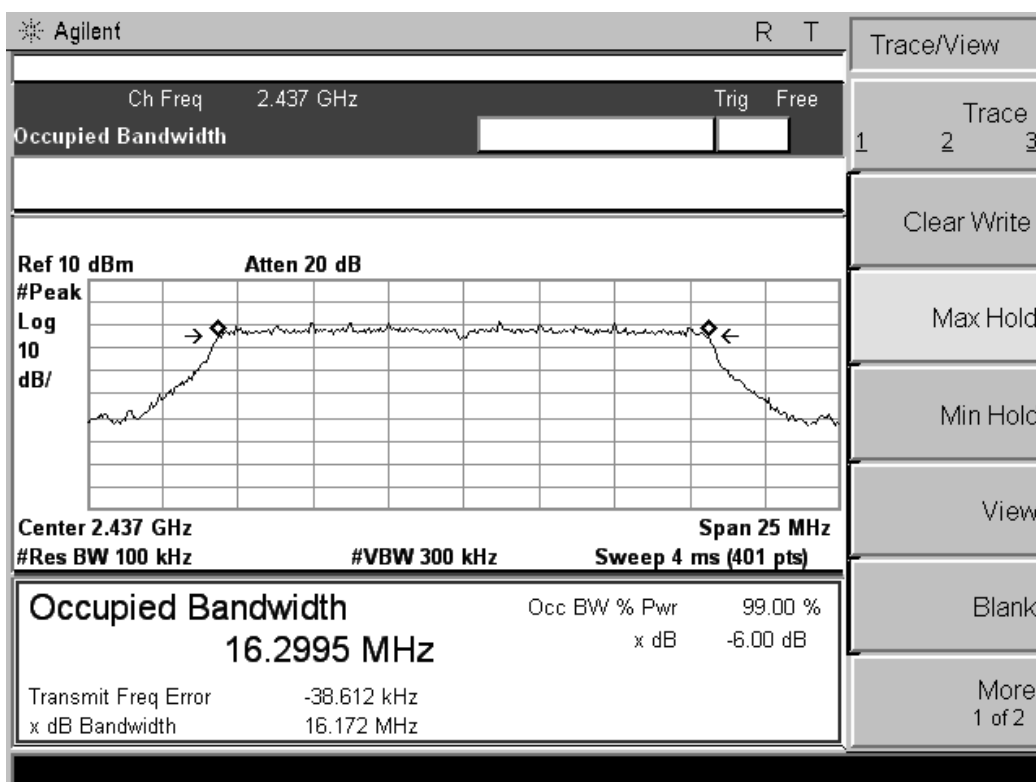 Agilent R T
Ch Freq 2.437 GHz Trig Free
Occupied Bandwidth
Ref 10 dBm Atten 20 dB
#Peak
Log
10
dB/
Center 2.437 GHz Span 25 MHz
#Res BW 100 kHz #VBW 300 kHz Sweep 4 ms (401 pts)
Occupied Bandwidth
16.2995 MHz
Occ BW % Pwr 99.00 %
x dB -6.00 dB
Transmit Freq Error -38.612 kHz
x dB Bandwidth 16.172 MHz
Trace/View
Trace
1 2 3
Clear Write
Max Hold
Min Hold
View
Blank
More
1 of 2